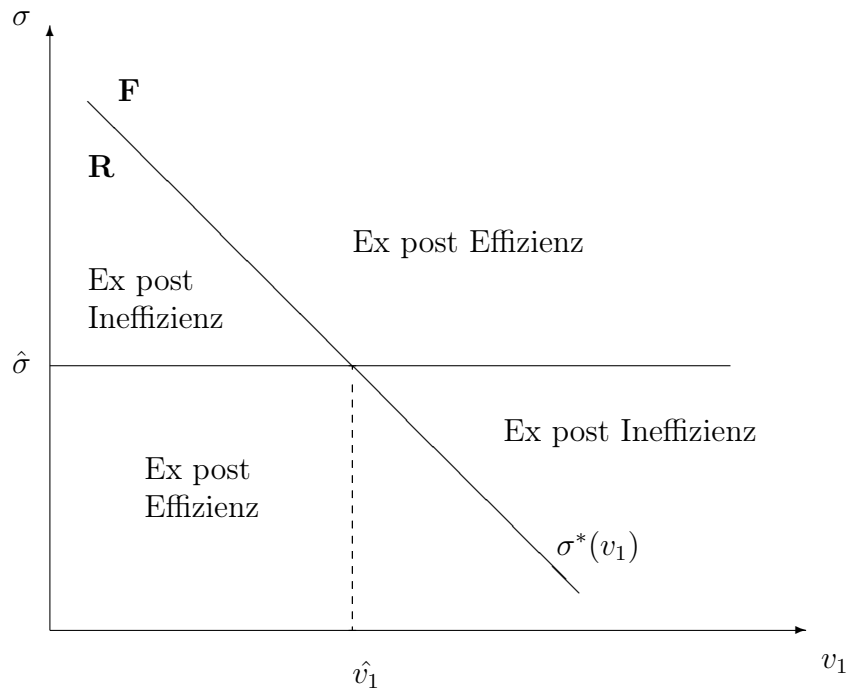 σ
F
R
Ex post Effizienz
Ex post
Ineffizienz
σ̂
Ex post Ineffizienz
Ex post
Effizienz
σ*(v₁)
v̂₁
v₁